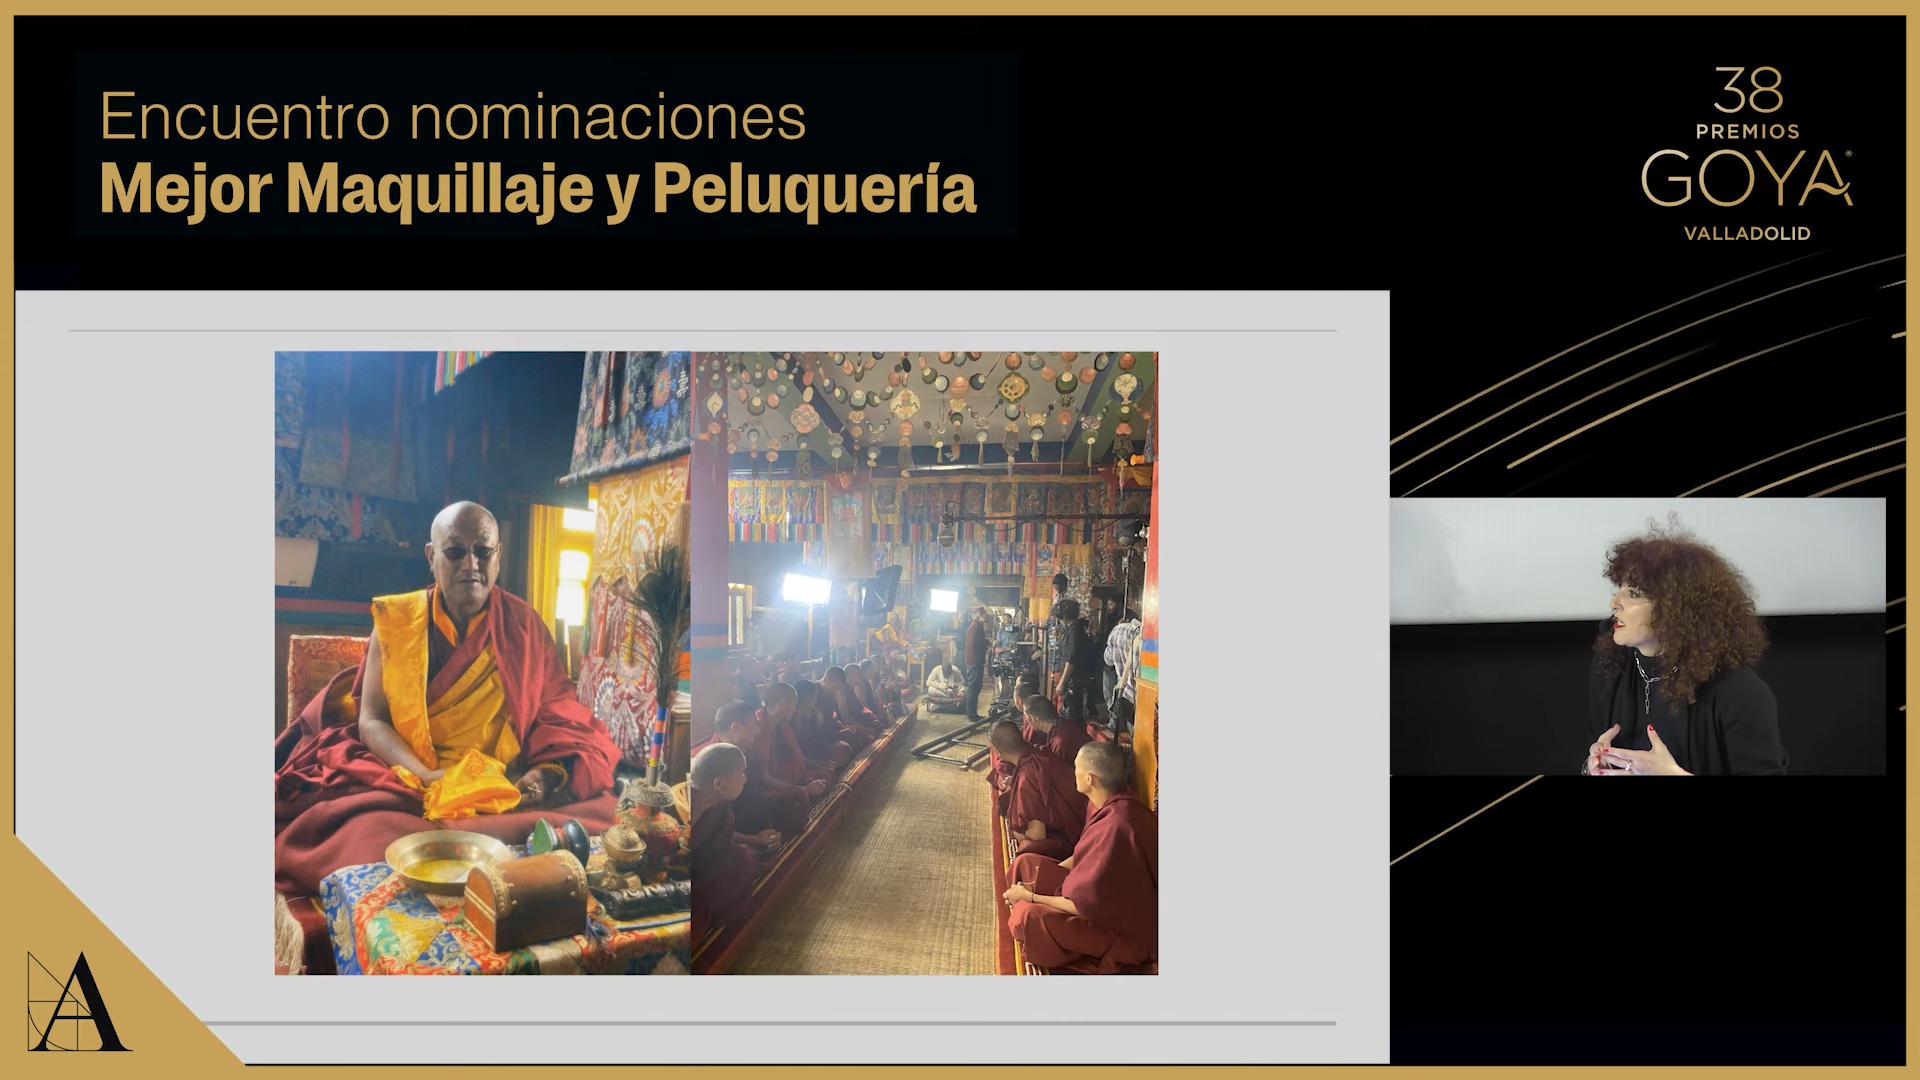 Encuentro nominaciones
Mejor Maquillaje y Peluquería
38
PREMIOS
GOYA
VALLADOLID
A